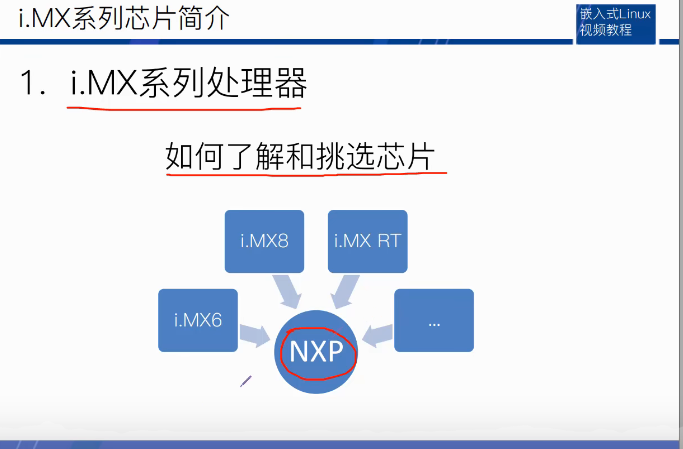 i.MX系列芯片简介
嵌入式Linux
视频教程
1. i.MX系列处理器
如何了解和挑选芯片
i.MX8
i.MX RT
i.MX6
...
NXP